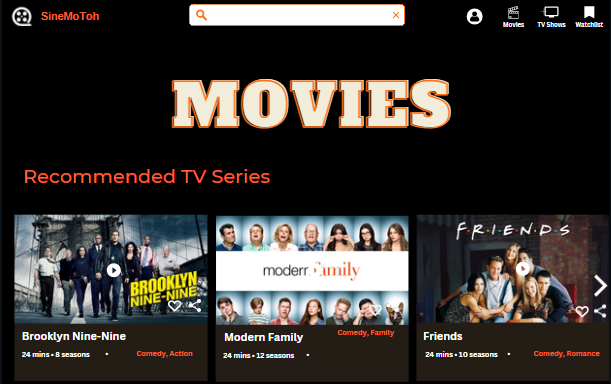 SineMoToh
Movies TV Shows Watchlist
MOVIES
Recommended TV Series
BROOKLYN
NINE-NINE
modern family
F·R·I·E·N·D·S
Brooklyn Nine-Nine
24 mins • 8 seasons • Comedy, Action
Modern Family
Comedy, Family
24 mins • 12 seasons •
Friends
24 mins • 10 seasons • Comedy, Romance